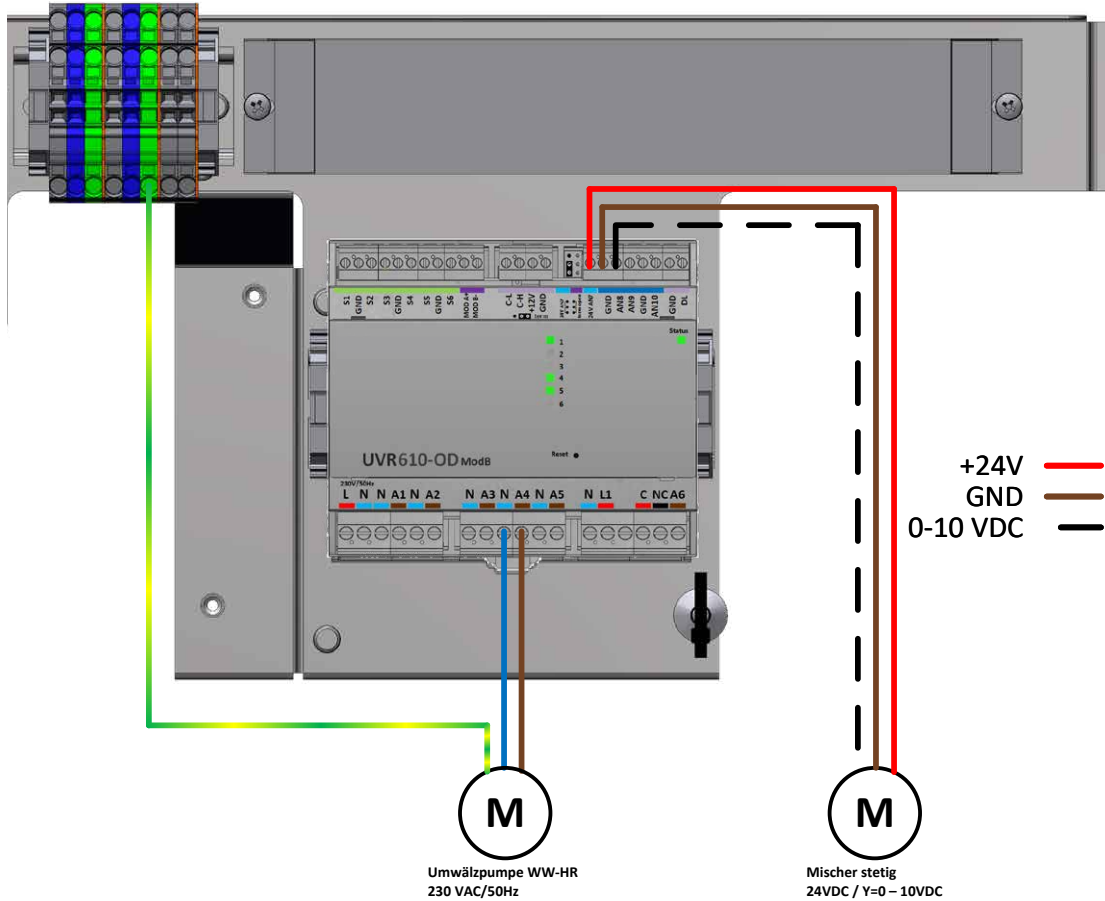 S1 GND S2 S3 GND S4 S5 GND S6 MOD A+ MOD B- C-L C-H +12V GND 24V ANF GND AN8 AN9 GND AN10 GND DL
term
Status
1
2
3
4
5
6
Reset
UVR610-OD ModB
230V/50Hz
L N N A1 N A2 N A3 N A4 N A5 N L1 C NC A6
+24V
GND
0-10 VDC
M
M
Umwälzpumpe WW-HR
230 VAC/50Hz
Mischer stetig
24VDC / Y=0 – 10VDC